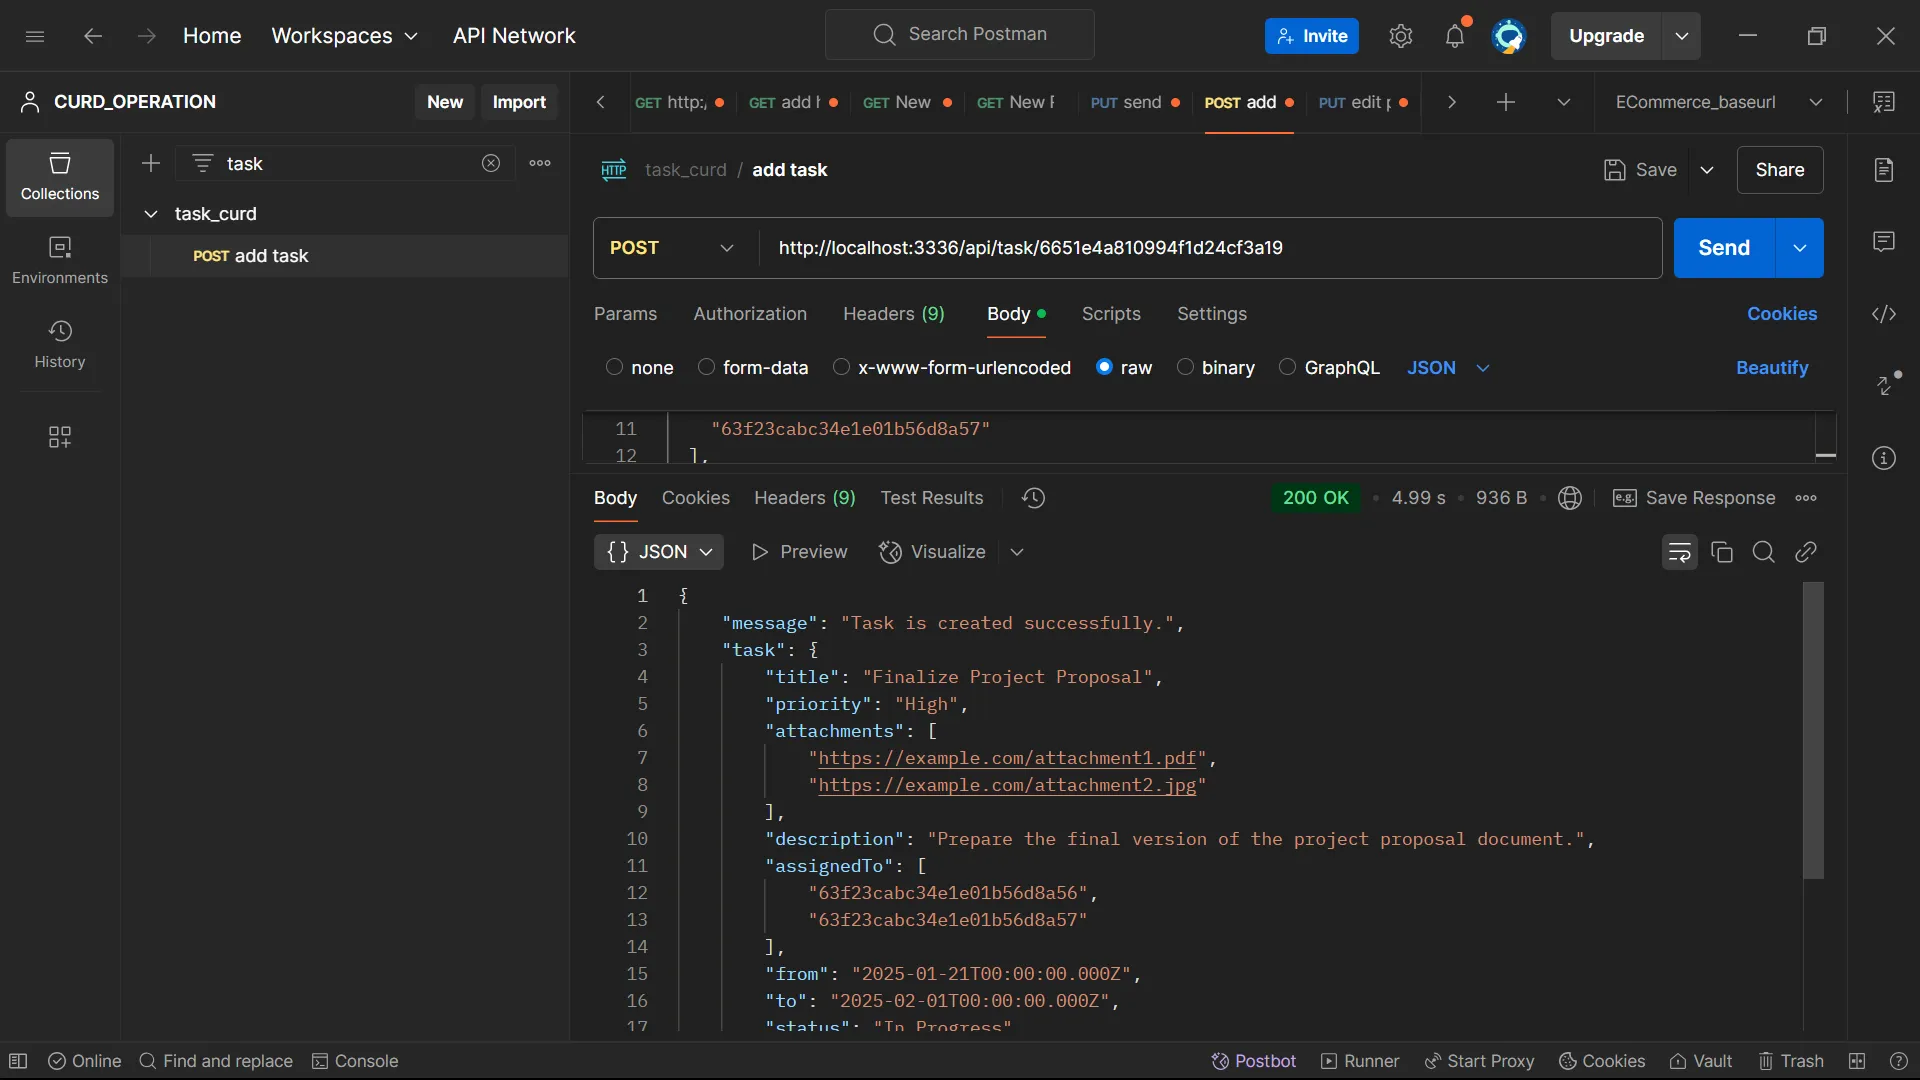 Home Workspaces API Network Search Postman Invite Upgrade
CURD_OPERATION New Import
GET http:/ GET add h GET New GET New F PUT send POST add PUT edit p ECommerce_baseurl
Collections
Environments
History
task
task_curd
POST add task
HTTP task_curd / add task Save Share
POST http://localhost:3336/api/task/6651e4a810994f1d24cf3a19 Send
Params Authorization Headers (9) Body Scripts Settings Cookies
none form-data x-www-form-urlencoded raw binary GraphQL JSON Beautify
11 "63f23cabc34e1e01b56d8a57"
12 ],
Body Cookies Headers (9) Test Results 200 OK • 4.99 s • 936 B • e.g. Save Response
{} JSON Preview Visualize
1 {
2 "message": "Task is created successfully.",
3 "task": {
4 "title": "Finalize Project Proposal",
5 "priority": "High",
6 "attachments": [
7 "https://example.com/attachment1.pdf",
8 "https://example.com/attachment2.jpg"
9 ],
10 "description": "Prepare the final version of the project proposal document.",
11 "assignedTo": [
12 "63f23cabc34e1e01b56d8a56",
13 "63f23cabc34e1e01b56d8a57"
14 ],
15 "from": "2025-01-21T00:00:00.000Z",
16 "to": "2025-02-01T00:00:00.000Z",
17 "status": "In Progress"
Online Find and replace Console Postbot Runner Start Proxy Cookies Vault Trash